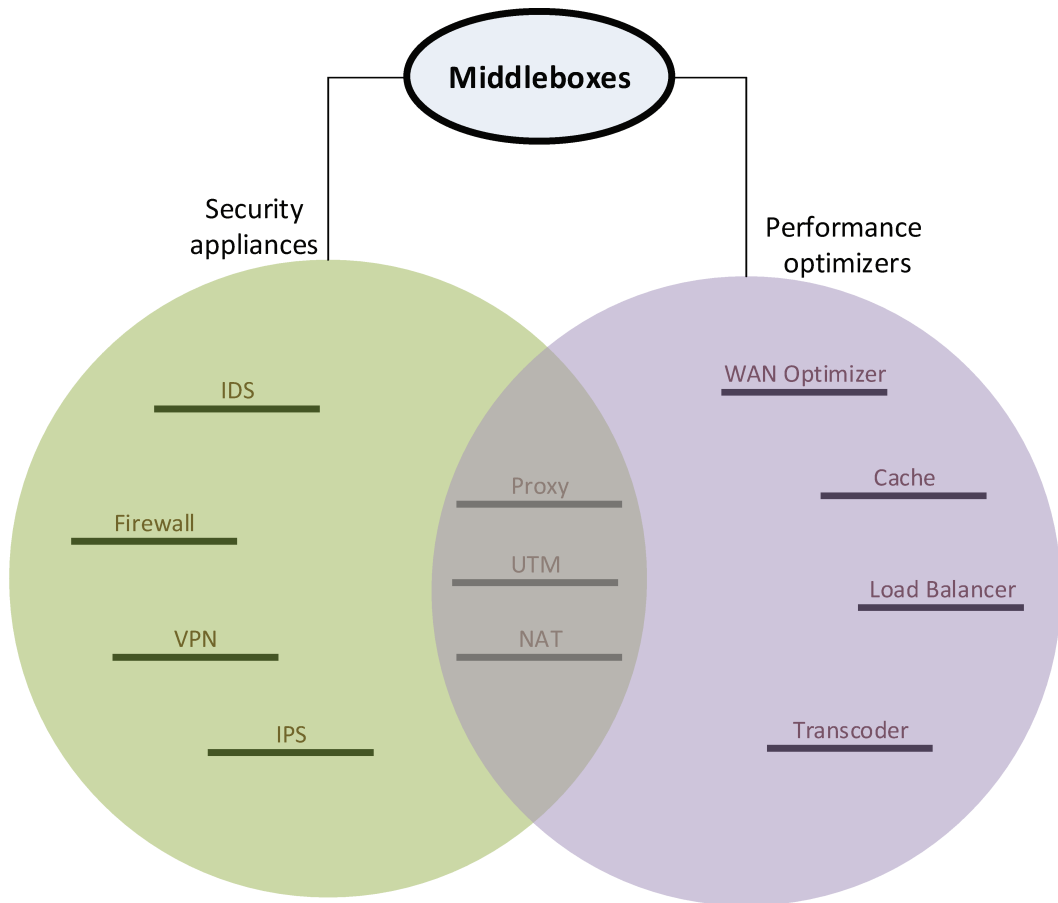 Middleboxes
Security
appliances
Performance
optimizers
IDS
Firewall
VPN
IPS
Proxy
UTM
NAT
WAN Optimizer
Cache
Load Balancer
Transcoder